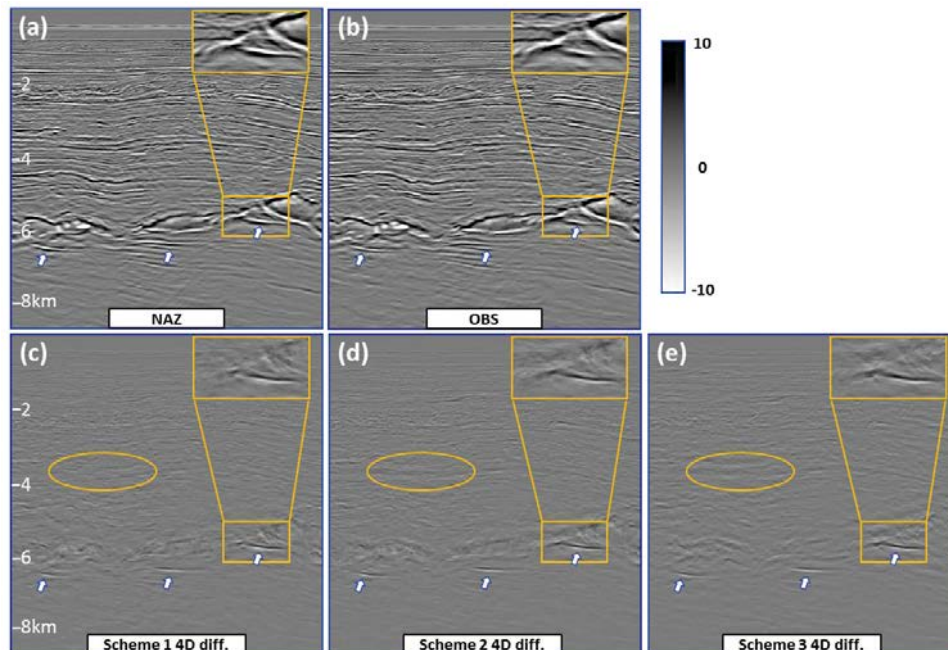 (a)
(b)
10
0
-10
-2
-4
-6
-8km
NAZ
OBS
(c)
(d)
(e)
-2
-4
-6
-8km
Scheme 1 4D diff.
Scheme 2 4D diff.
Scheme 3 4D diff.